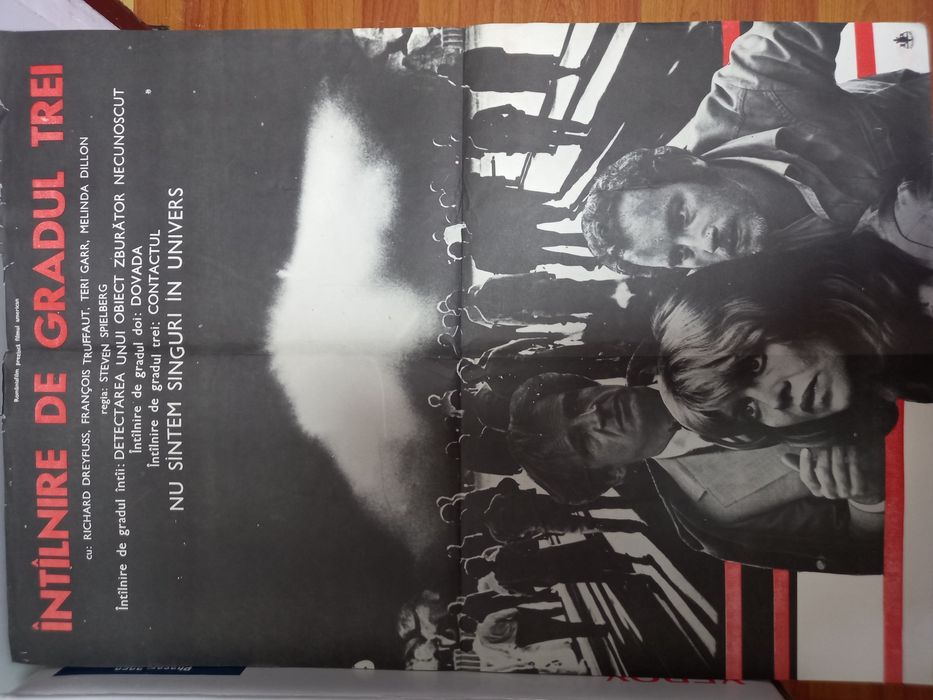 Româniafilm prezintă filmul american
ÎNTÎLNIRE DE GRADUL TREI
cu: RICHARD DREYFUSS, FRANÇOIS TRUFFAUT, TERI GARR, MELINDA DILLON
regia: STEVEN SPIELBERG
Întîlnire de gradul întîi: DETECTAREA UNUI OBIECT ZBURĂTOR NECUNOSCUT
Întîlnire de gradul doi: DOVADA
Întîlnire de gradul trei: CONTACTUL
NU SÎNTEM SINGURI IN UNIVERS